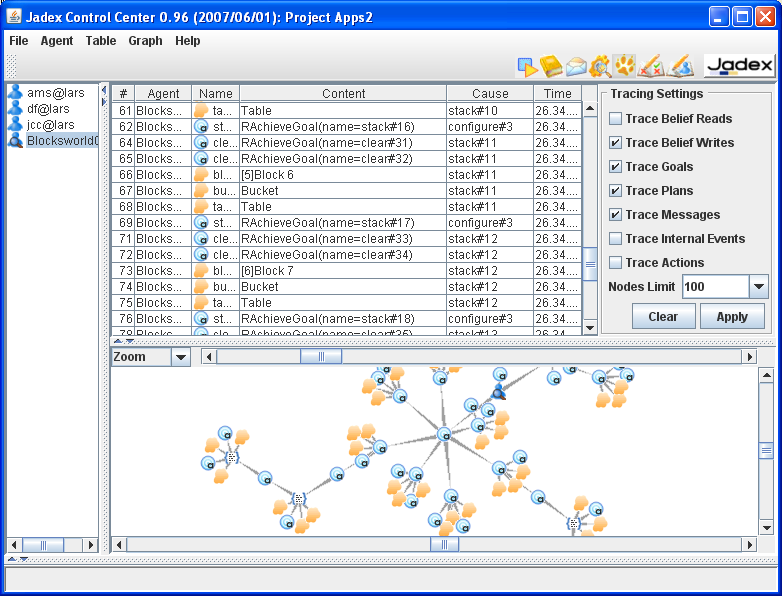 Jadex Control Center 0.96 (2007/06/01): Project Apps2
File Agent Table Graph Help
Jadex
ams@lars
df@lars
jcc@lars
Blocksworld
# Agent Name Content Cause Time
61 Blocks... ta... Table stack#10 26.34....
62 Blocks... st... RAchieveGoal(name=stack#16) configure#3 26.34....
64 Blocks... cle... RAchieveGoal(name=clear#31) stack#11 26.34....
65 Blocks... cle... RAchieveGoal(name=clear#32) stack#11 26.34....
66 Blocks... bl... [5]Block 6 stack#11 26.34....
67 Blocks... bu... Bucket stack#11 26.34....
68 Blocks... ta... Table stack#11 26.34....
69 Blocks... st... RAchieveGoal(name=stack#17) configure#3 26.34....
71 Blocks... cle... RAchieveGoal(name=clear#33) stack#12 26.34....
72 Blocks... cle... RAchieveGoal(name=clear#34) stack#12 26.34....
73 Blocks... bl... [6]Block 7 stack#12 26.34....
74 Blocks... bu... Bucket stack#12 26.34....
75 Blocks... ta... Table stack#12 26.34....
76 Blocks... st... RAchieveGoal(name=stack#18) configure#3 26.34....
78 Blocks... cle... RAchieveGoal(name=clear#35) stack#13 26.34....
Tracing Settings
Trace Belief Reads
Trace Belief Writes
Trace Goals
Trace Plans
Trace Messages
Trace Internal Events
Trace Actions
Nodes Limit 100
Clear Apply
Zoom